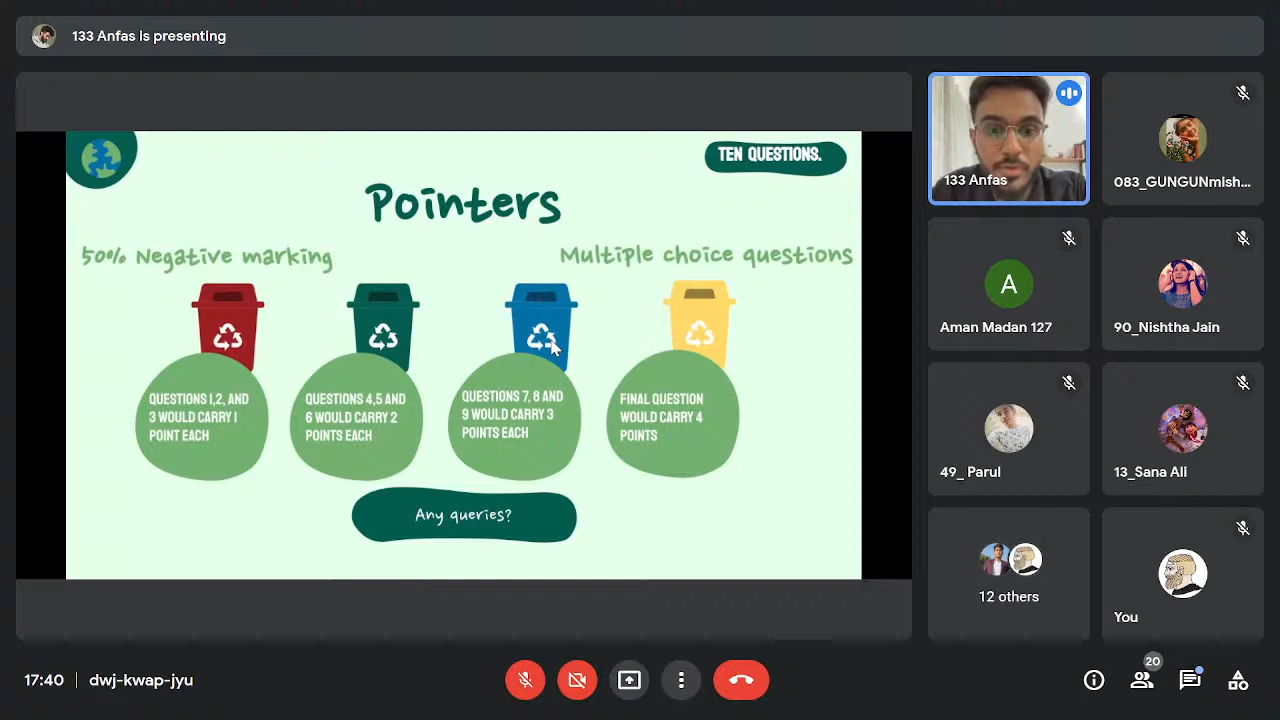 133 Anfas is presenting
TEN QUESTIONS.
Pointers
50% Negative marking
Multiple choice questions
QUESTIONS 1,2, AND
3 WOULD CARRY 1
POINT EACH
QUESTIONS 4,5 AND
6 WOULD CARRY 2
POINTS EACH
QUESTIONS 7, 8 AND
9 WOULD CARRY 3
POINTS EACH
FINAL QUESTION
WOULD CARRY 4
POINTS
Any queries?
133 Anfas
083_GUNGUNmish...
Aman Madan 127
A
90_Nishtha Jain
49_ Parul
13_Sana Ali
12 others
You
17:40
dwj-kwap-jyu
20